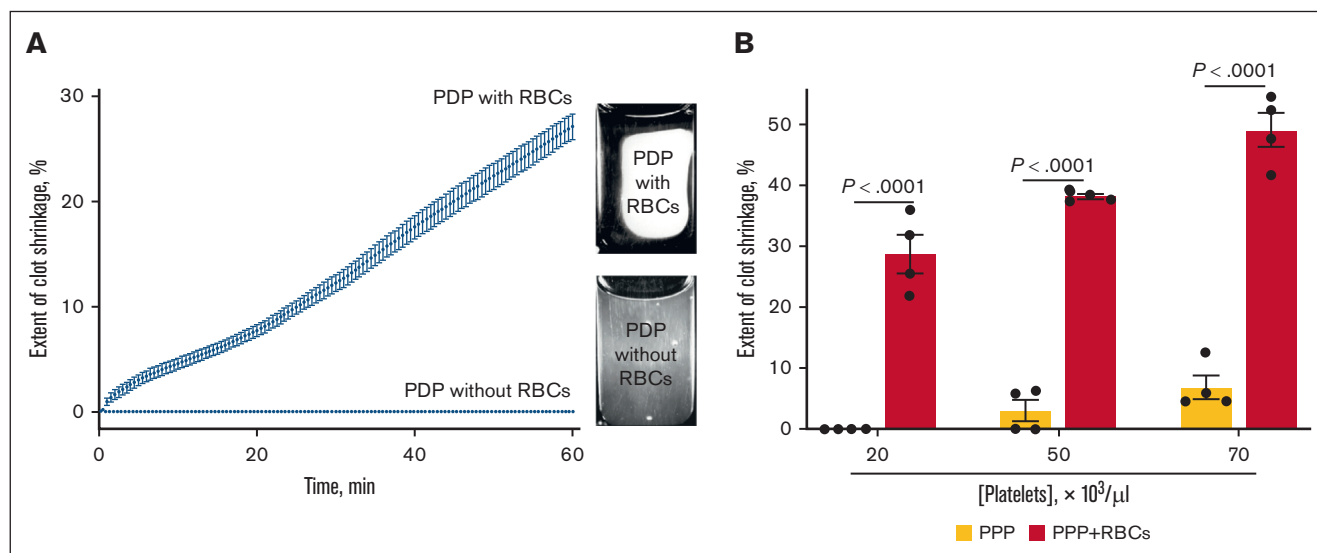 A
Extent of clot shrinkage, %
30
20
10
0
0
20
40
60
Time, min
PDP with RBCs
PDP without RBCs
PDP
with
RBCs
PDP
without
RBCs
B
Extent of clot shrinkage, %
50
40
30
20
10
0
P < .0001
P < .0001
P < .0001
20
50
70
[Platelets], × 10³/µl
PPP
PPP+RBCs